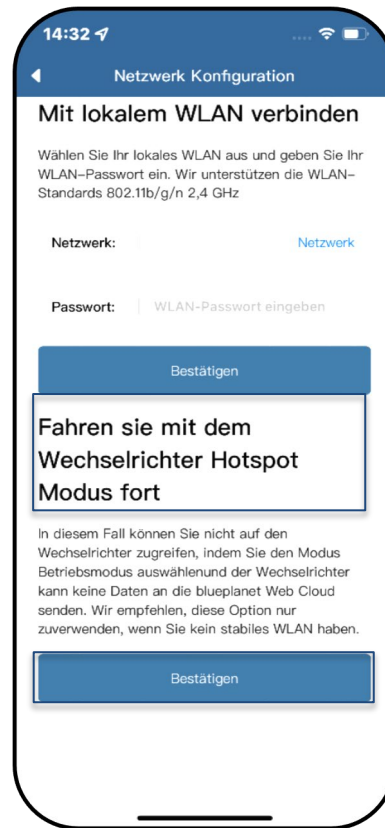 14:32
Netzwerk Konfiguration
Mit lokalem WLAN verbinden
Wählen Sie Ihr lokales WLAN aus und geben Sie Ihr
WLAN-Passwort ein. Wir unterstützen die WLAN-
Standards 802.11b/g/n 2,4 GHz
Netzwerk: Netzwerk
Passwort: WLAN-Passwort eingeben
Bestätigen
Fahren sie mit dem
Wechselrichter Hotspot
Modus fort
In diesem Fall können Sie nicht auf den
Wechselrichter zugreifen, indem Sie den Modus
Betriebsmodus auswählenund der Wechselrichter
kann keine Daten an die blueplanet Web Cloud
senden. Wir empfehlen, diese Option nur
zuverwenden, wenn Sie kein stabiles WLAN haben.
Bestätigen